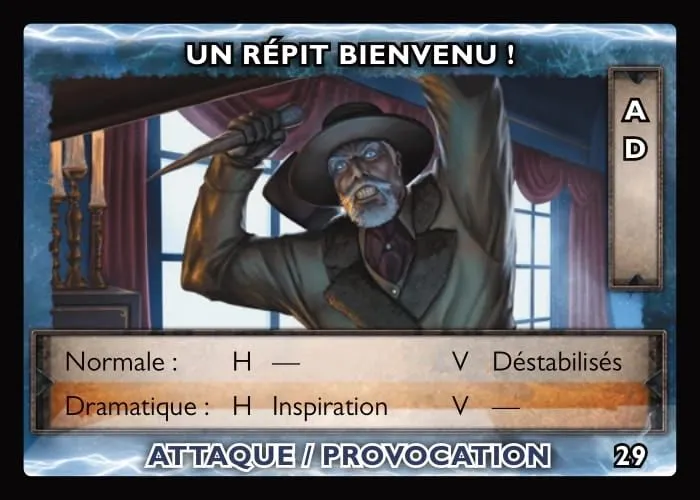 UN RÉPIT BIENVENU !
A
D
Normale : H — V Déstabilisés
Dramatique : H Inspiration V —
ATTAQUE / PROVOCATION 29